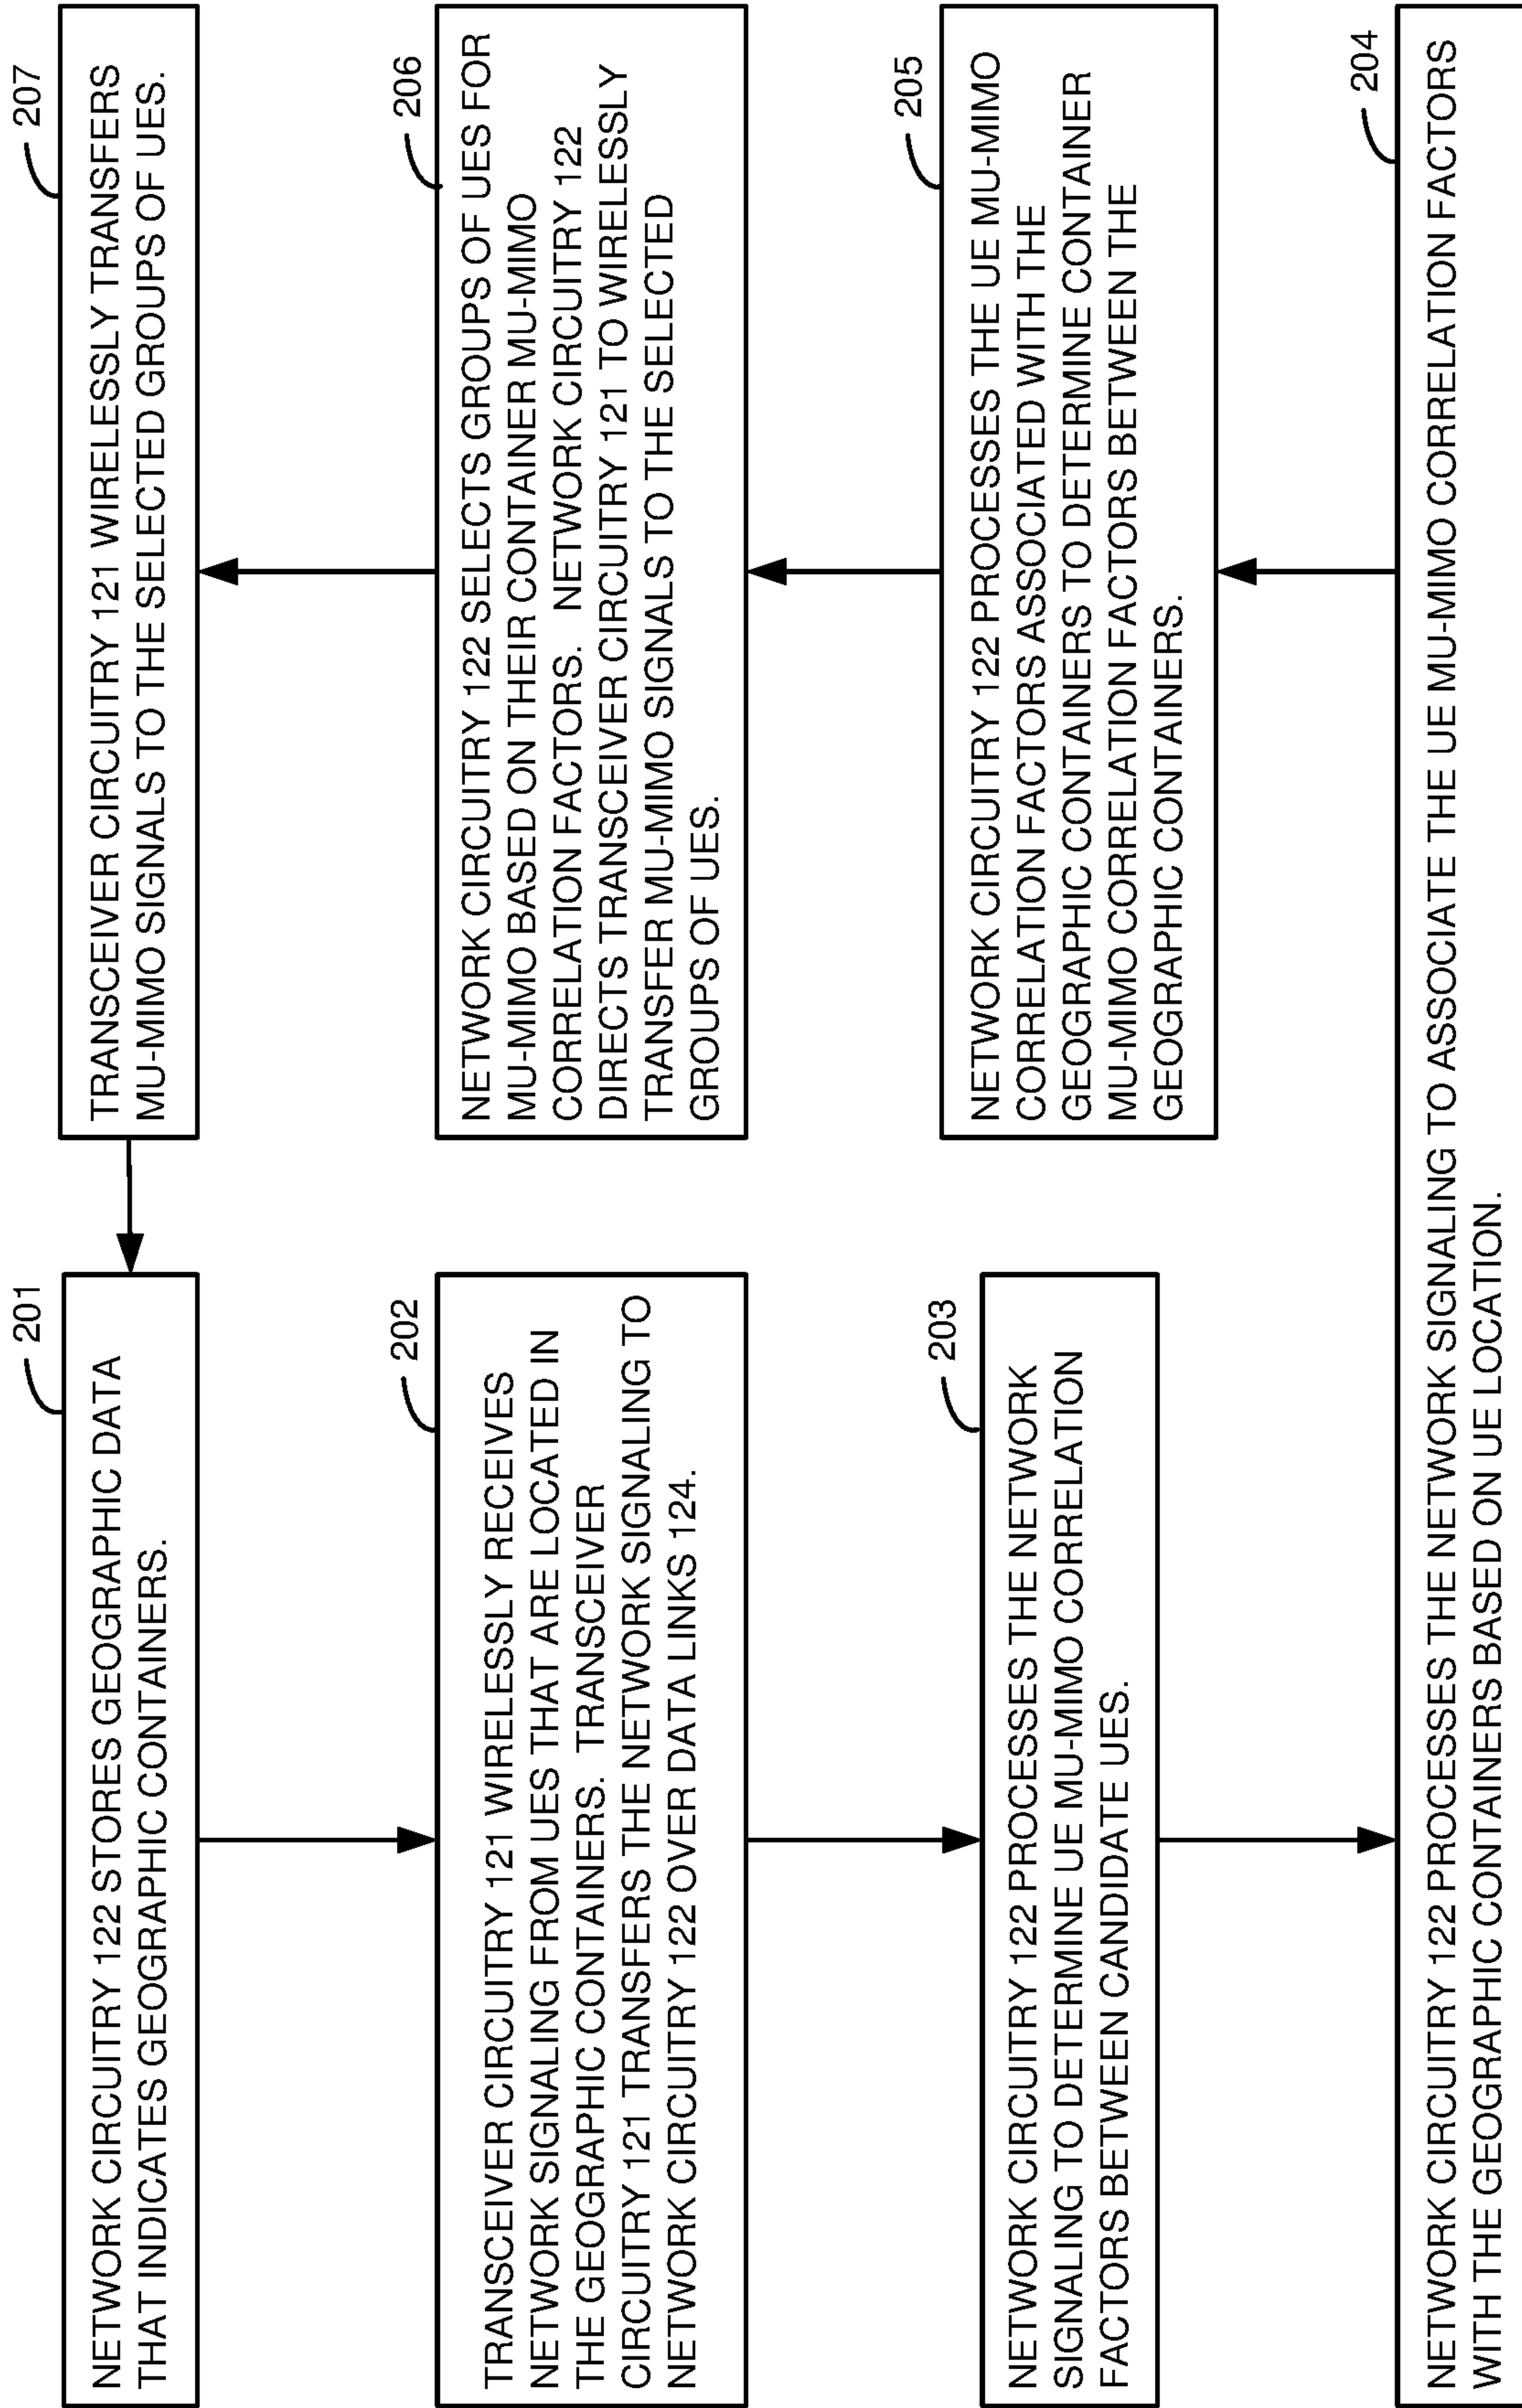 201
NETWORK CIRCUITRY 122 STORES GEOGRAPHIC DATA
THAT INDICATES GEOGRAPHIC CONTAINERS.
202
TRANSCEIVER CIRCUITRY 121 WIRELESSLY RECEIVES
NETWORK SIGNALING FROM UES THAT ARE LOCATED IN
THE GEOGRAPHIC CONTAINERS. TRANSCEIVER
CIRCUITRY 121 TRANSFERS THE NETWORK SIGNALING TO
NETWORK CIRCUITRY 122 OVER DATA LINKS 124.
203
NETWORK CIRCUITRY 122 PROCESSES THE NETWORK
SIGNALING TO DETERMINE UE MU-MIMO CORRELATION
FACTORS BETWEEN CANDIDATE UES.
204
NETWORK CIRCUITRY 122 PROCESSES THE NETWORK SIGNALING TO ASSOCIATE THE UE MU-MIMO CORRELATION FACTORS
WITH THE GEOGRAPHIC CONTAINERS BASED ON UE LOCATION.
205
NETWORK CIRCUITRY 122 PROCESSES THE UE MU-MIMO
CORRELATION FACTORS ASSOCIATED WITH THE
GEOGRAPHIC CONTAINERS TO DETERMINE CONTAINER
MU-MIMO CORRELATION FACTORS BETWEEN THE
GEOGRAPHIC CONTAINERS.
206
NETWORK CIRCUITRY 122 SELECTS GROUPS OF UES FOR
MU-MIMO BASED ON THEIR CONTAINER MU-MIMO
CORRELATION FACTORS. NETWORK CIRCUITRY 122
DIRECTS TRANSCEIVER CIRCUITRY 121 TO WIRELESSLY
TRANSFER MU-MIMO SIGNALS TO THE SELECTED
GROUPS OF UES.
207
TRANSCEIVER CIRCUITRY 121 WIRELESSLY TRANSFERS
MU-MIMO SIGNALS TO THE SELECTED GROUPS OF UES.